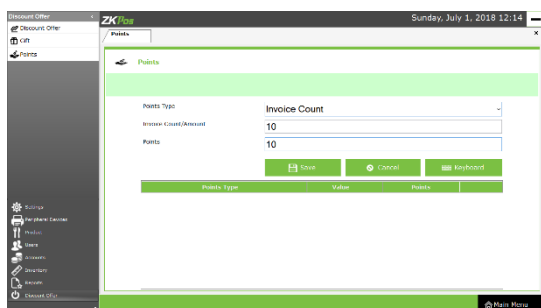 Discount Offer
Discount Offer
Gift
Points
Settings
Peripheral Devices
Product
Users
Accounts
Inventory
Reports
Discount Offer
ZKPos
Sunday, July 1, 2018 12:14
Points
x
Points
Points Type
Invoice Count
Invoice Count/Amount
10
Points
10
Save
Cancel
Keyboard
Points Type Value Points
Main Menu